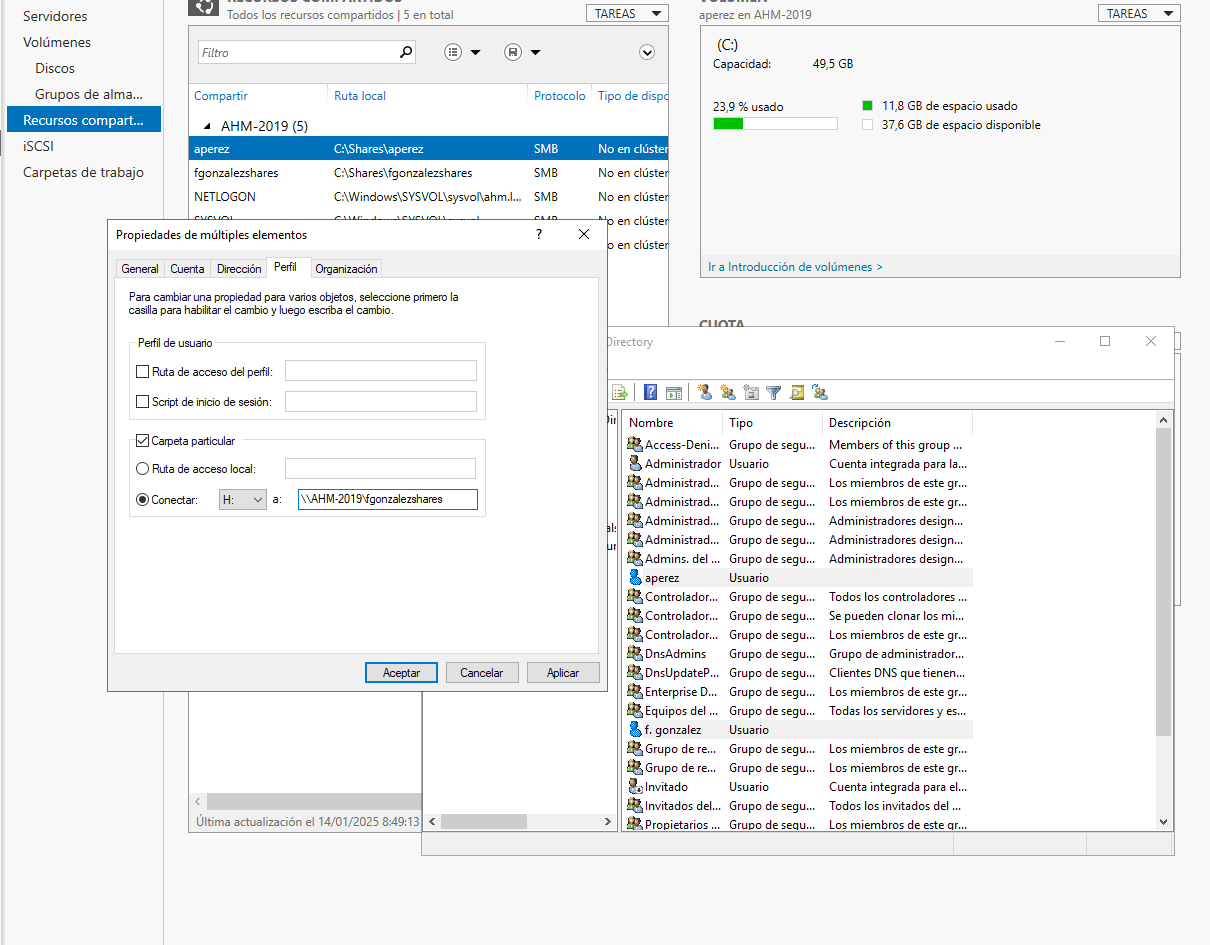 Servidores
Volúmenes
Discos
Grupos de alma...
Recursos compart...
iSCSI
Carpetas de trabajo
RECURSOS COMPARTIDOS
Todos los recursos compartidos | 5 en total
TAREAS
Filtro
Compartir Ruta local Protocolo Tipo de dispo
AHM-2019 (5)
aperez C:\Shares\aperez SMB No en clúster
fgonzalezshares C:\Shares\fgonzalezshares SMB No en clúster
NETLOGON C:\Windows\SYSVOL\sysvol\ahm.l... SMB No en clúster
SYSVOL C:\Windows\SYSVOL\sysvol SMB No en clúster
o en clúster
Última actualización el 14/01/2025 8:49:13
VOLUMEN
aperez en AHM-2019
TAREAS
(C:)
Capacidad: 49,5 GB
23,9 % usado
11,8 GB de espacio usado
37,6 GB de espacio disponible
Ir a Introducción de volúmenes >
CUOTA
Propiedades de múltiples elementos
?
General Cuenta Dirección Perfil Organización
Para cambiar una propiedad para varios objetos, seleccione primero la
casilla para habilitar el cambio y luego escriba el cambio.
Perfil de usuario
Ruta de acceso del perfil:
Script de inicio de sesión:
Carpeta particular
Ruta de acceso local:
Conectar: H: a: \\AHM-2019\fgonzalezshares
Aceptar Cancelar Aplicar
Directory
Nombre Tipo Descripción
Access-Deni... Grupo de segu... Members of this group ...
Administrador Usuario Cuenta integrada para la...
Administrad... Grupo de segu... Los miembros de este gr...
Administrad... Grupo de segu... Los miembros de este gr...
Administrad... Grupo de segu... Administradores design...
Administrad... Grupo de segu... Administradores design...
Admins. del ... Grupo de segu... Administradores design...
aperez Usuario
Controlador... Grupo de segu... Todos los controladores ...
Controlador... Grupo de segu... Se pueden clonar los mi...
Controlador... Grupo de segu... Los miembros de este gr...
DnsAdmins Grupo de segu... Grupo de administrador...
DnsUpdateP... Grupo de segu... Clientes DNS que tienen...
Enterprise D... Grupo de segu... Los miembros de este gr...
Equipos del ... Grupo de segu... Todas los servidores y es...
f. gonzalez Usuario
Grupo de re... Grupo de segu... Los miembros de este gr...
Grupo de re... Grupo de segu... Los miembros de este gr...
Invitado Usuario Cuenta integrada para el...
Invitados del... Grupo de segu... Todos los invitados del ...
Propietarios ... Grupo de segu... Los miembros de este gr...